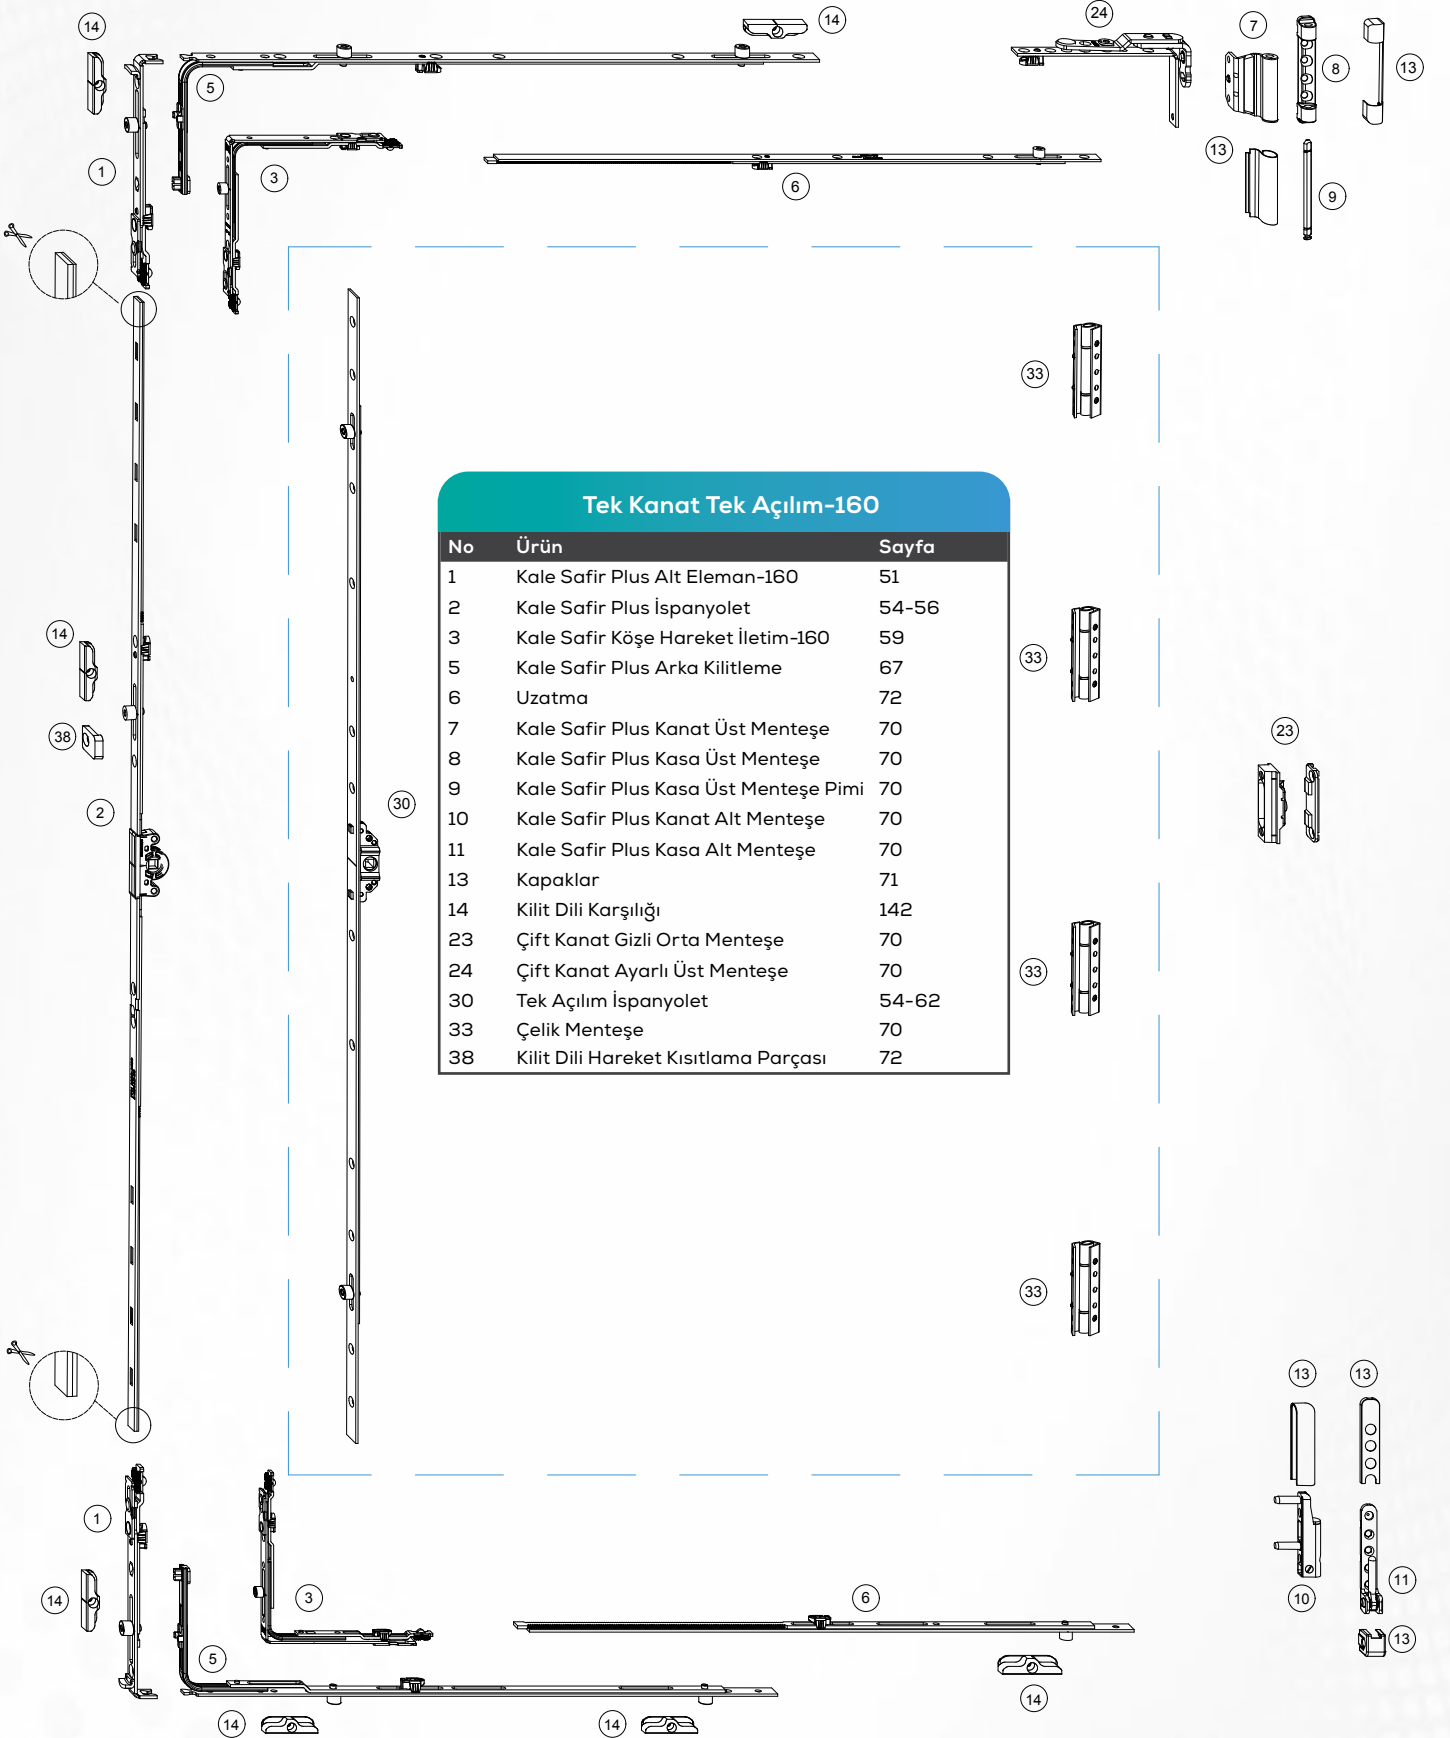 14
14
24
7
8
13
5
1
3
6
13
9
33
Tek Kanat Tek Açılım-160
No Ürün Sayfa
1 Kale Safir Plus Alt Eleman-160 51
2 Kale Safir Plus İspanyolet 54-56
3 Kale Safir Köşe Hareket İletim-160 59
5 Kale Safir Plus Arka Kilitleme 67
6 Uzatma 72
7 Kale Safir Plus Kanat Üst Menteşe 70
8 Kale Safir Plus Kasa Üst Menteşe 70
9 Kale Safir Plus Kasa Üst Menteşe Pimi 70
10 Kale Safir Plus Kanat Alt Menteşe 70
11 Kale Safir Plus Kasa Alt Menteşe 70
13 Kapaklar 71
14 Kilit Dili Karşılığı 142
23 Çift Kanat Gizli Orta Menteşe 70
24 Çift Kanat Ayarlı Üst Menteşe 70
30 Tek Açılım İspanyolet 54-62
33 Çelik Menteşe 70
38 Kilit Dili Hareket Kısıtlama Parçası 72
14
33
38
23
2
30
33
33
13
13
1
14
3
6
10
11
5
13
14
14
14